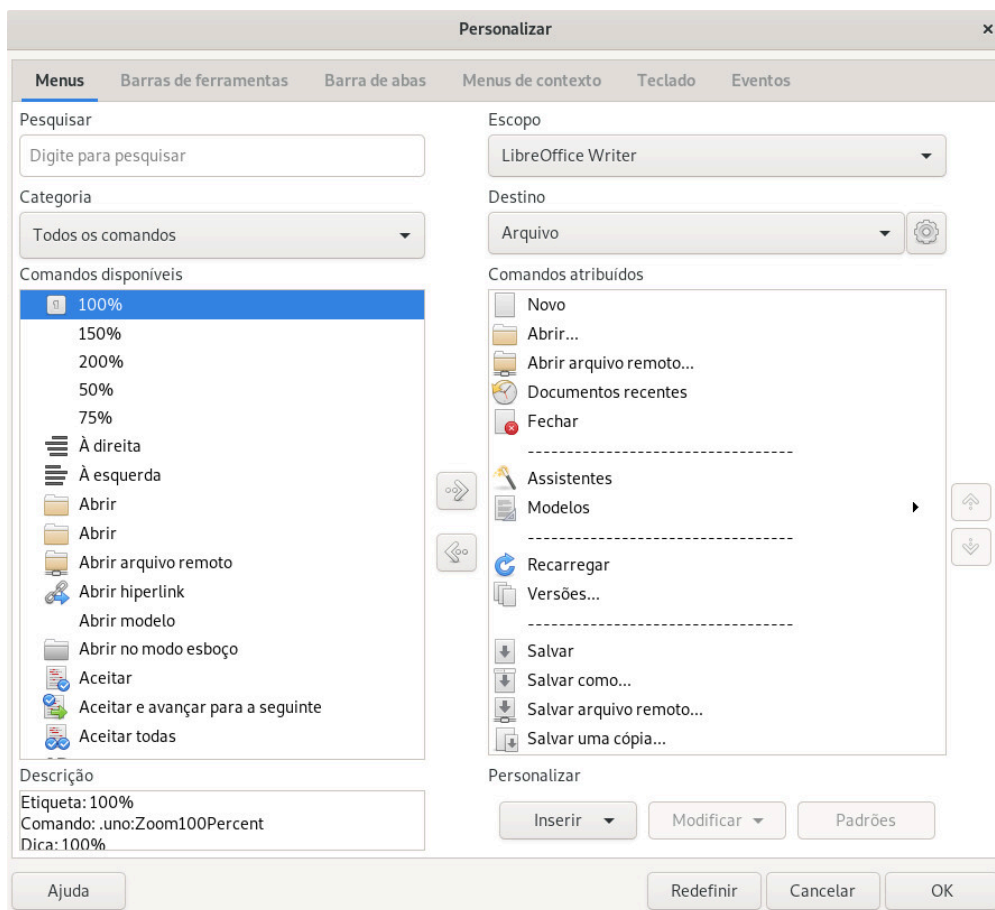 Personalizar
Menus Barras de ferramentas Barra de abas Menus de contexto Teclado Eventos
Pesquisar
Digite para pesquisar
Categoria
Todos os comandos
Comandos disponíveis
100%
150%
200%
50%
75%
À direita
À esquerda
Abrir
Abrir
Abrir arquivo remoto
Abrir hiperlink
Abrir modelo
Abrir no modo esboço
Aceitar
Aceitar e avançar para a seguinte
Aceitar todas
Descrição
Etiqueta: 100%
Comando: .uno:Zoom100Percent
Dica: 100%
Escopo
LibreOffice Writer
Destino
Arquivo
Comandos atribuídos
Novo
Abrir...
Abrir arquivo remoto...
Documentos recentes
Fechar
----------------------------------
Assistentes
Modelos
----------------------------------
Recarregar
Versões...
----------------------------------
Salvar
Salvar como...
Salvar arquivo remoto...
Salvar uma cópia...
Personalizar
Inserir Modificar Padrões
Ajuda Redefinir Cancelar OK